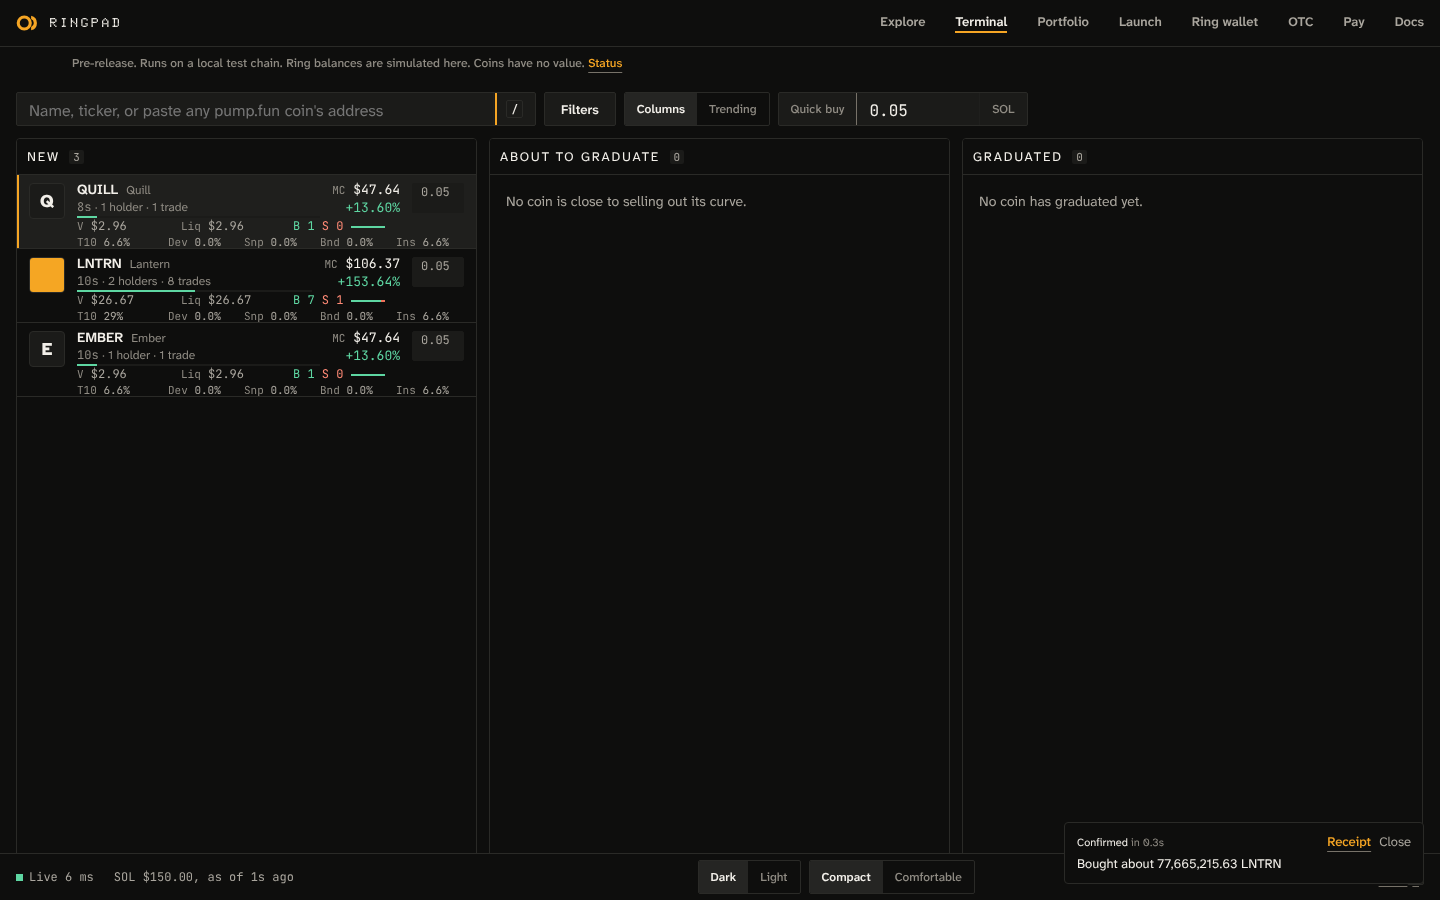 RINGPAD Explore Terminal Portfolio Launch Ring wallet OTC Pay Docs
Pre-release. Runs on a local test chain. Ring balances are simulated here. Coins have no value. Status
Name, ticker, or paste any pump.fun coin's address / Filters Columns Trending Quick buy 0.05 SOL
NEW 3
Q QUILL Quill MC $47.64 0.05
8s · 1 holder · 1 trade +13.60%
V $2.96 Liq $2.96 B 1 S 0
T10 6.6% Dev 0.0% Snp 0.0% Bnd 0.0% Ins 6.6%
LNTRN Lantern MC $106.37 0.05
10s · 2 holders · 8 trades +153.64%
V $26.67 Liq $26.67 B 7 S 1
T10 29% Dev 0.0% Snp 0.0% Bnd 0.0% Ins 6.6%
E EMBER Ember MC $47.64 0.05
10s · 1 holder · 1 trade +13.60%
V $2.96 Liq $2.96 B 1 S 0
T10 6.6% Dev 0.0% Snp 0.0% Bnd 0.0% Ins 6.6%
ABOUT TO GRADUATE 0
No coin is close to selling out its curve.
GRADUATED 0
No coin has graduated yet.
Confirmed in 0.3s Receipt Close
Bought about 77,665,215.63 LNTRN
Live 6 ms SOL $150.00, as of 1s ago Dark Light Compact Comfortable